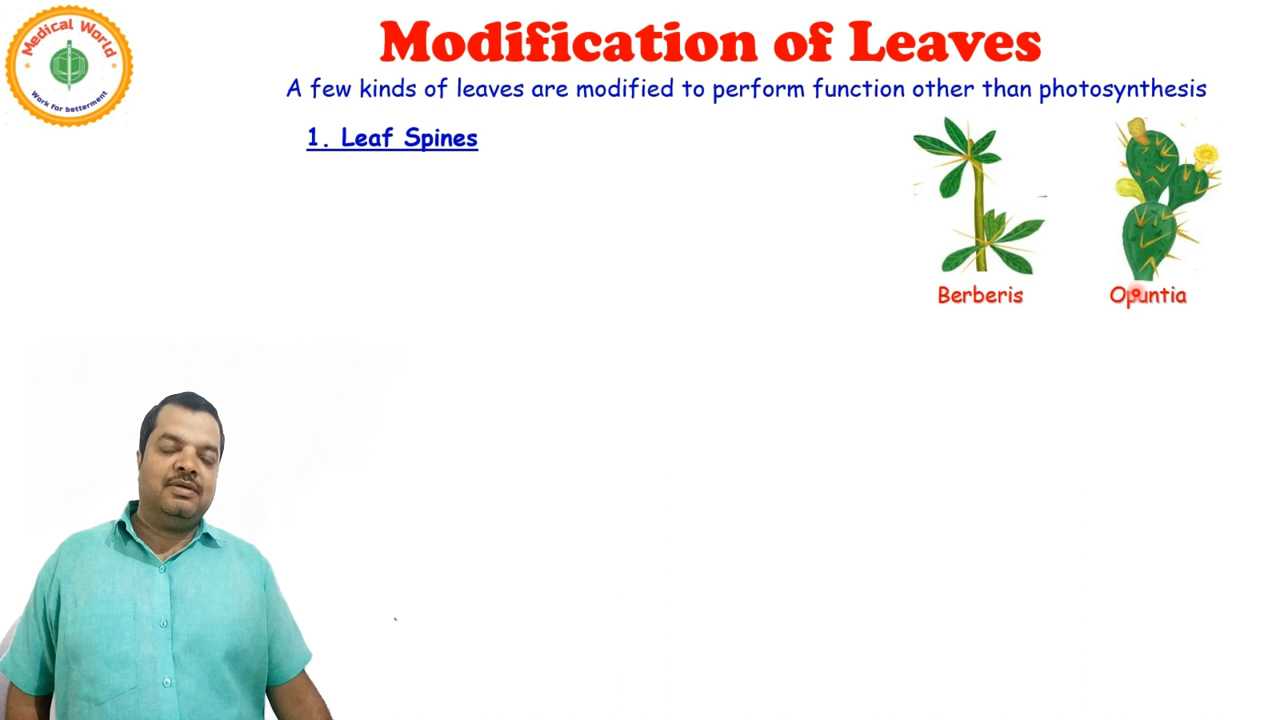 Medical World
Work for betterment
Modification of Leaves
A few kinds of leaves are modified to perform function other than photosynthesis
1. Leaf Spines
Berberis
Opuntia